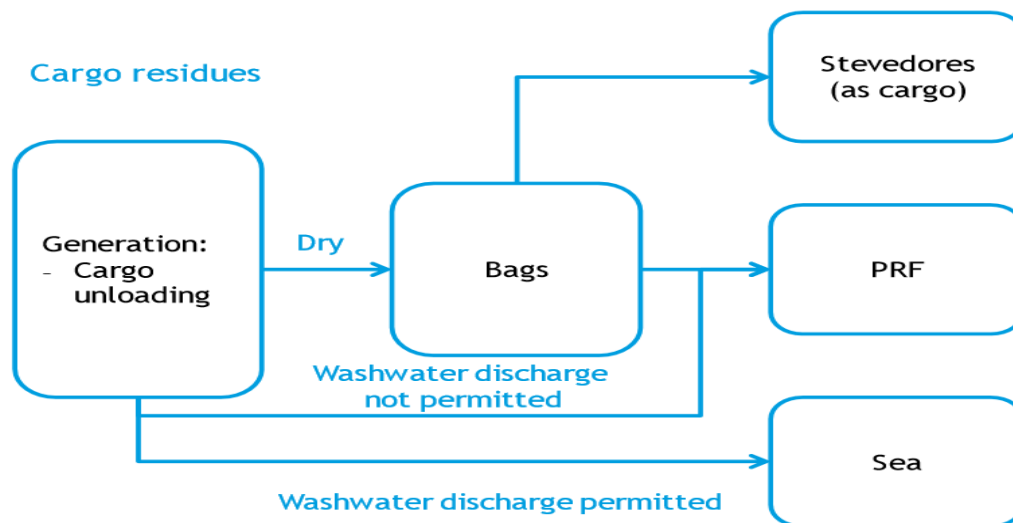 Cargo residues
Stevedores
(as cargo)
Generation:
- Cargo
unloading
Dry
Bags
PRF
Washwater discharge
not permitted
Sea
Washwater discharge permitted